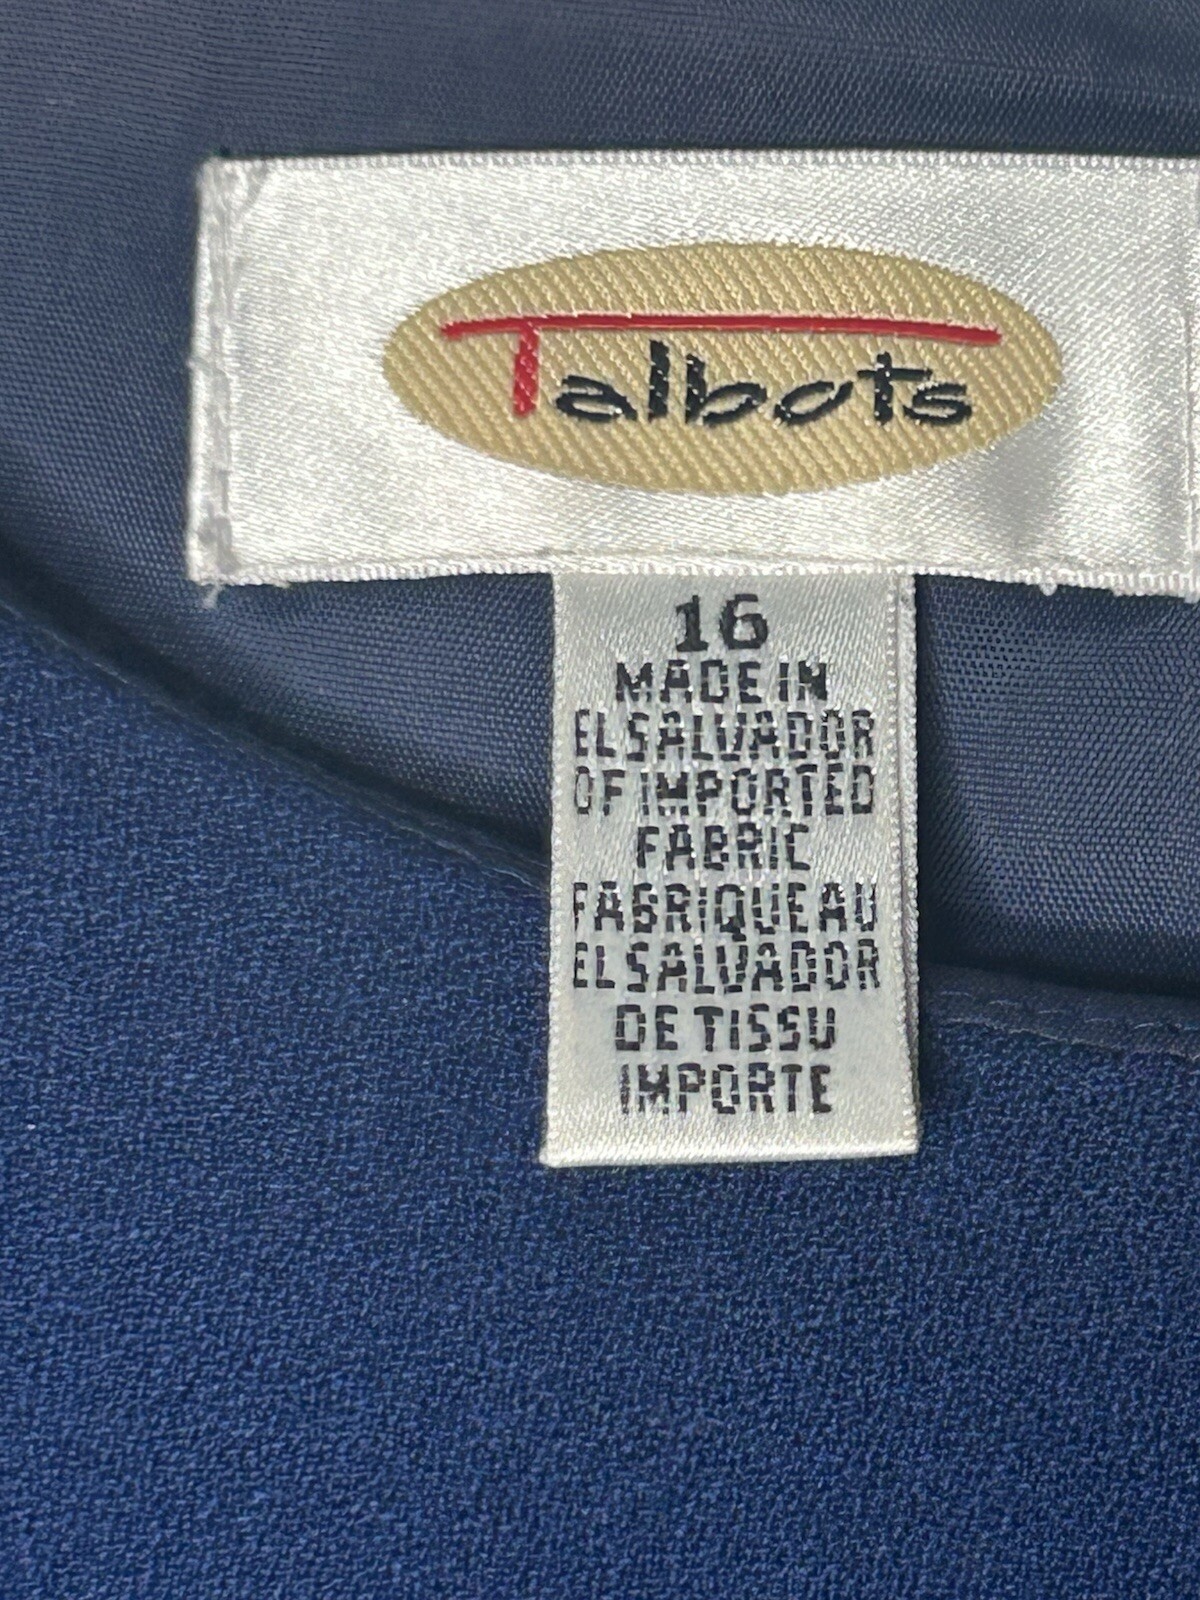 Talbots
16
MADE IN
EL SALVADOR
OF IMPORTED
FABRIC
FABRIQUE AU
EL SALVADOR
DE TISSU
IMPORTE